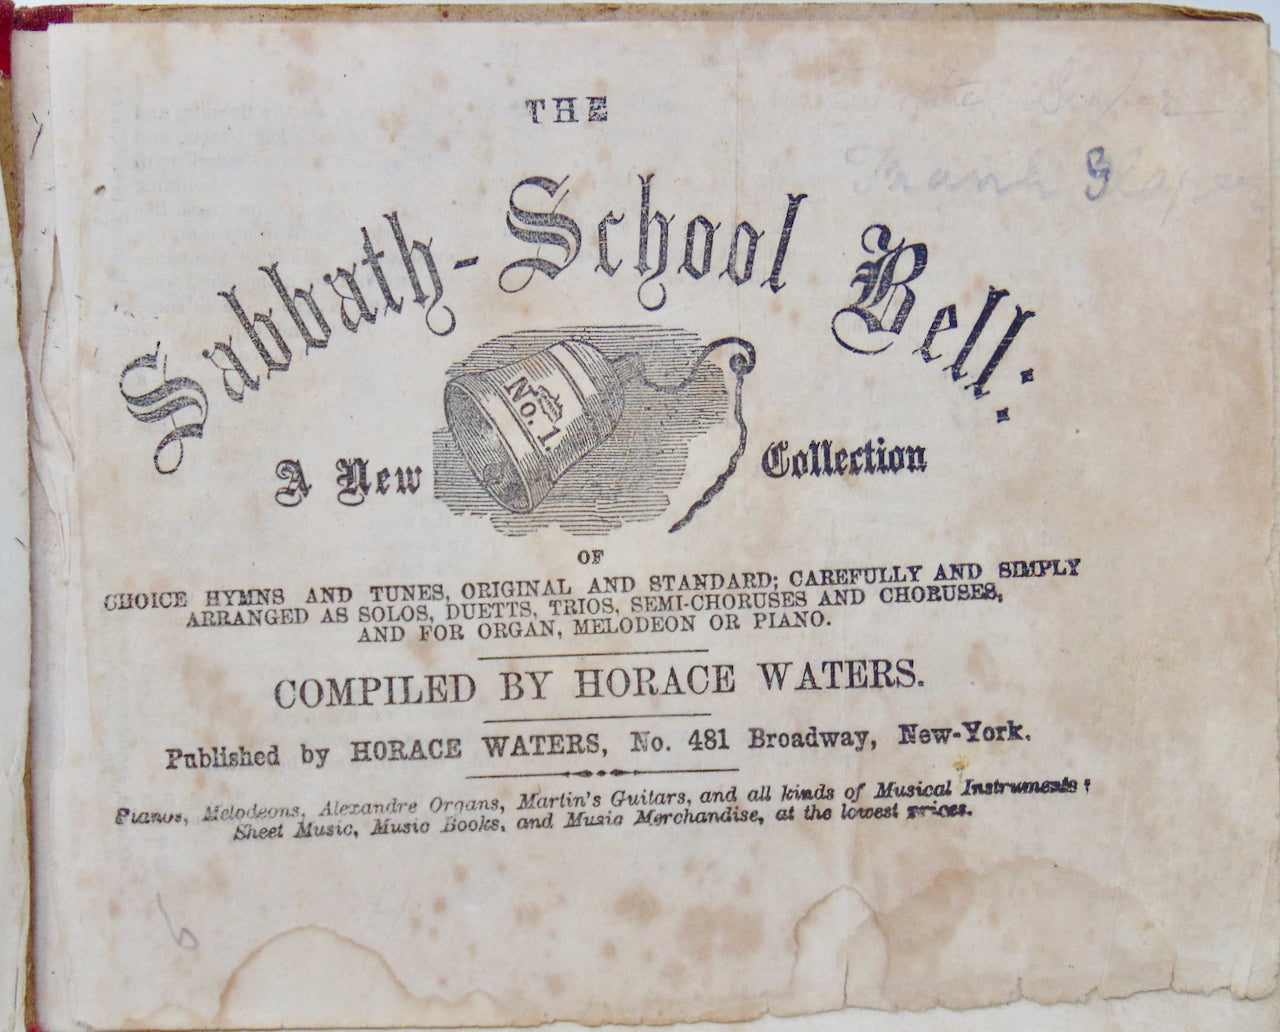 THE
Sabbath-School Bell:
No. 1.
A New Collection
OF
CHOICE HYMNS AND TUNES, ORIGINAL AND STANDARD; CAREFULLY AND SIMPLY
ARRANGED AS SOLOS, DUETTS, TRIOS, SEMI-CHORUSES AND CHORUSES,
AND FOR ORGAN, MELODEON OR PIANO.
COMPILED BY HORACE WATERS.
Published by HORACE WATERS, No. 481 Broadway, New-York.
Pianos, Melodeons, Alexandre Organs, Martin's Guitars, and all kinds of Musical Instruments;
Sheet Music, Music Books, and Music Merchandise, at the lowest prices.
b